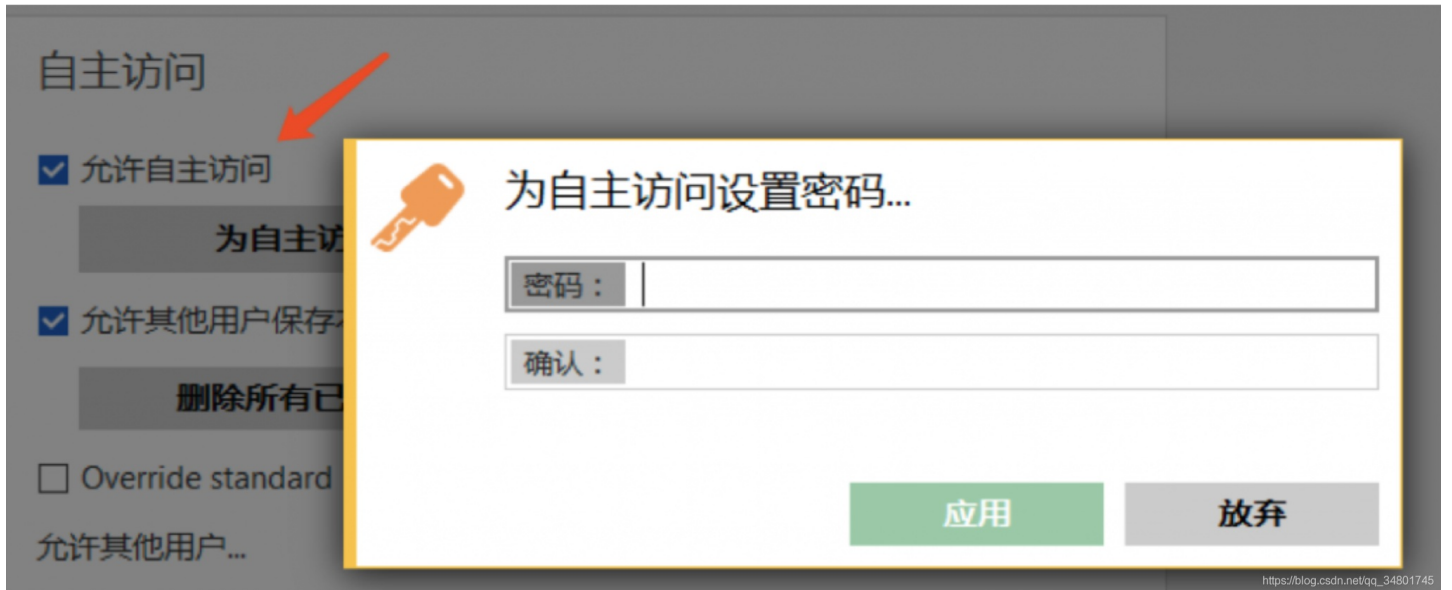 自主访问
允许自主访问
为自主访
允许其他用户保存
删除所有已
Override standard
允许其他用户...
为自主访问设置密码...
密码：
确认：
应用
放弃
https://blog.csdn.net/qq_34801745